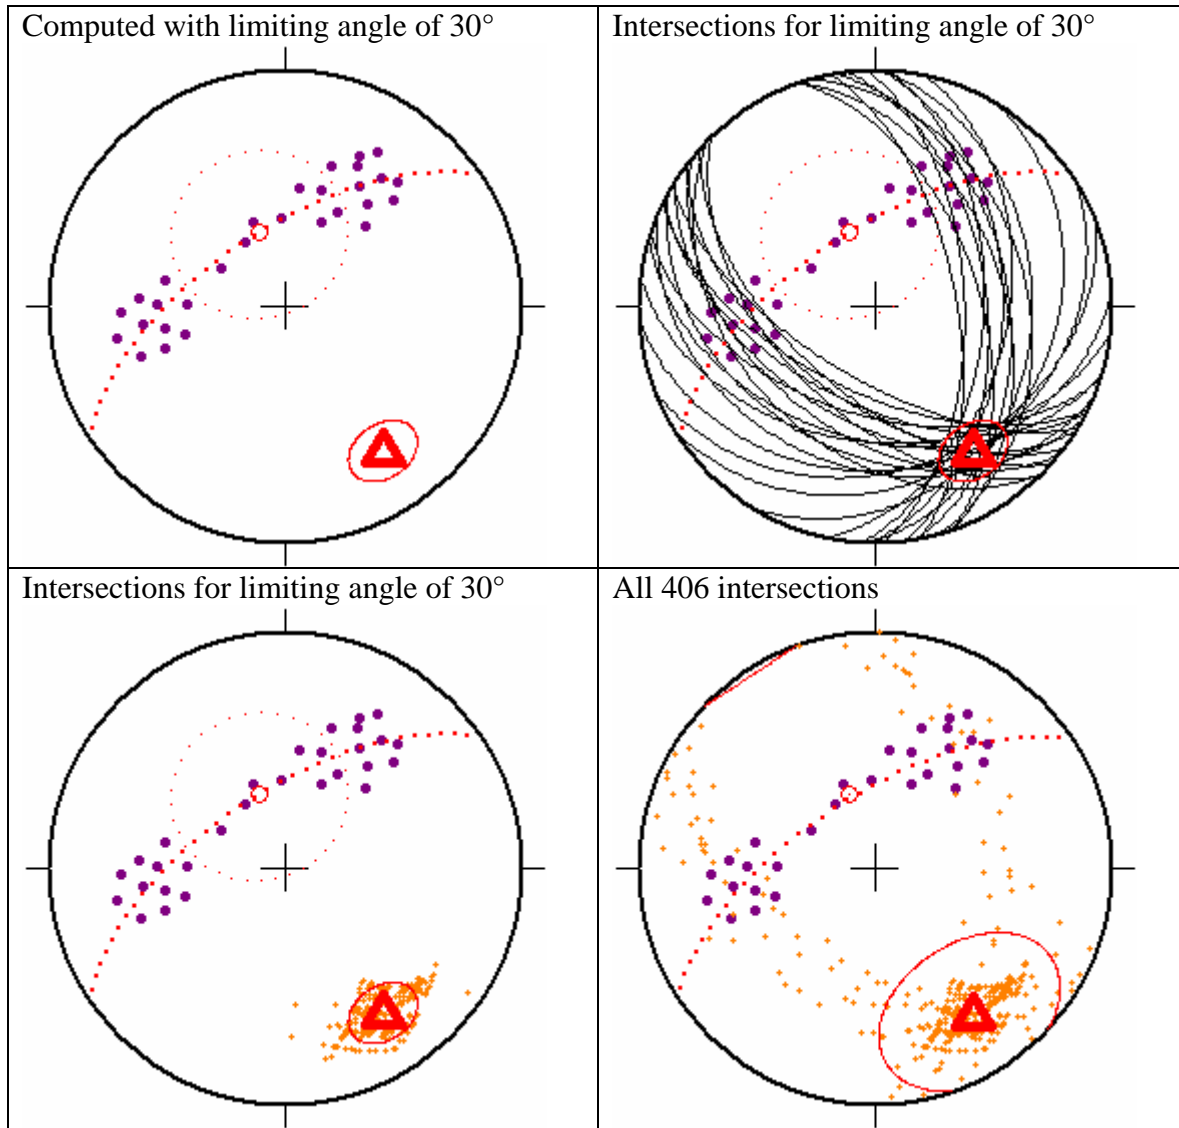 Computed with limiting angle of 30°
Intersections for limiting angle of 30°
Intersections for limiting angle of 30°
All 406 intersections